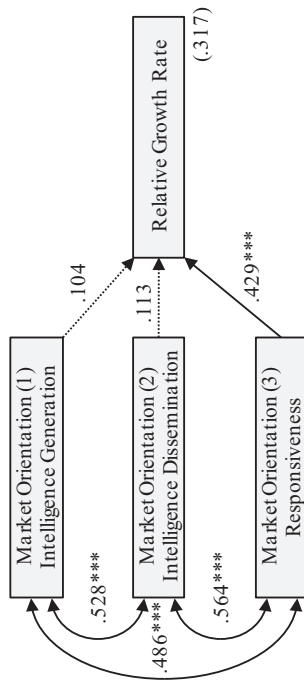 Market Orientation (1)
Intelligence Generation
Market Orientation (2)
Intelligence Dissemination
Market Orientation (3)
Responsiveness
Relative Growth Rate
(.317)
.104
.113
.429***
.528***
.486***
.564***